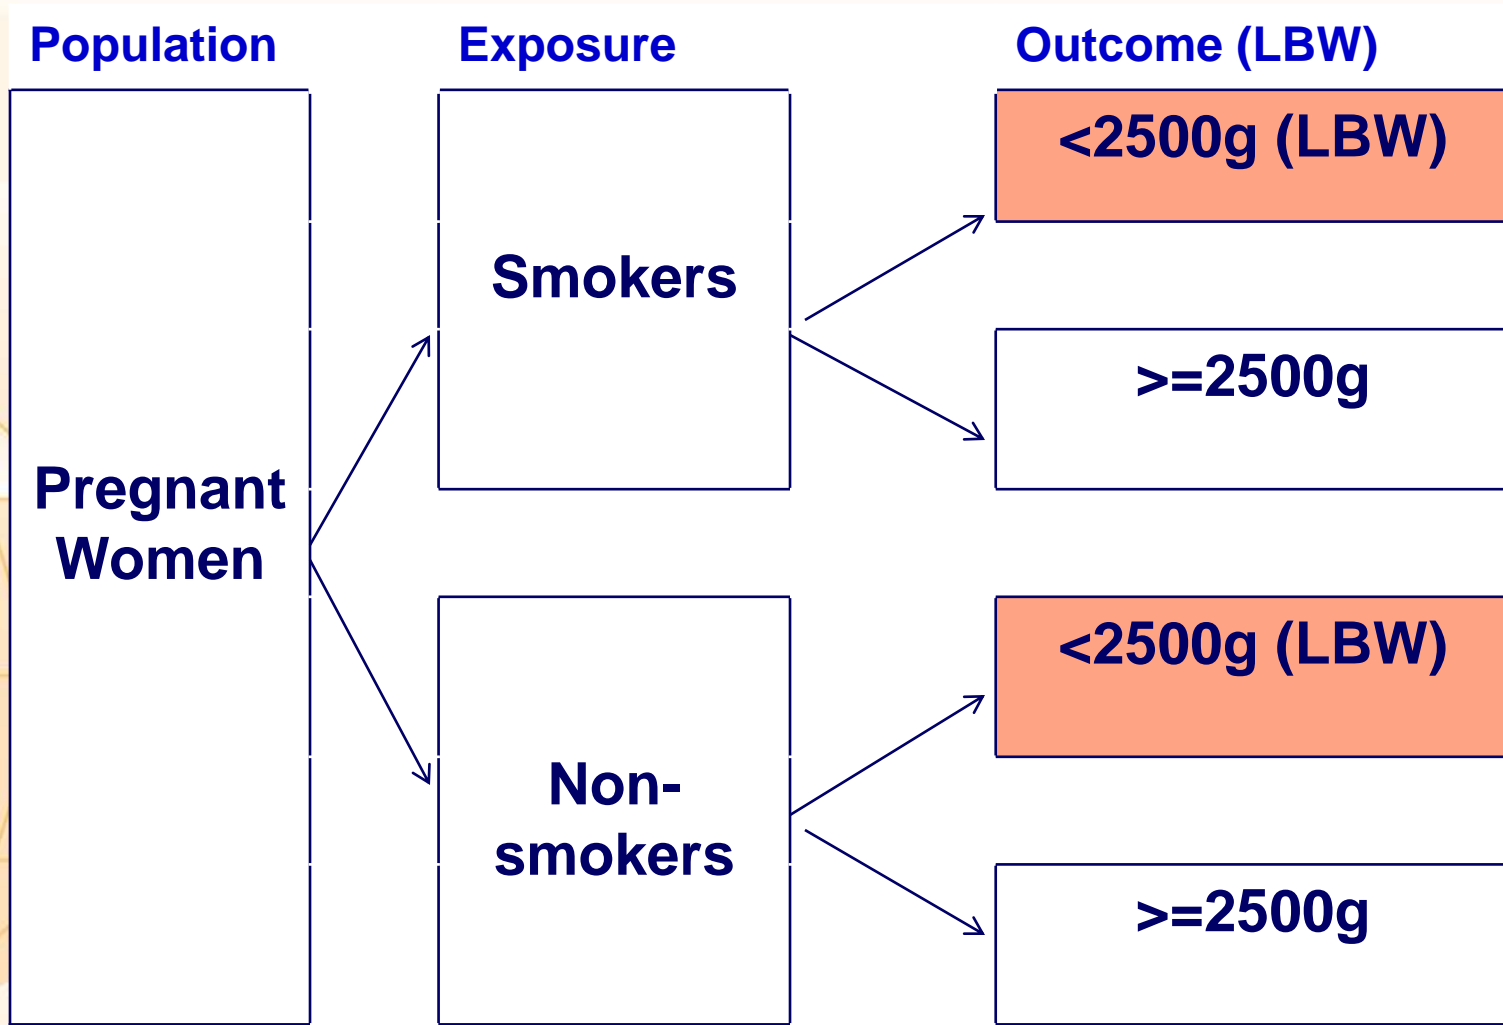 Population
Exposure
Outcome (LBW)
Pregnant
Women
Smokers
<2500g (LBW)
>=2500g
Non-
smokers
<2500g (LBW)
>=2500g